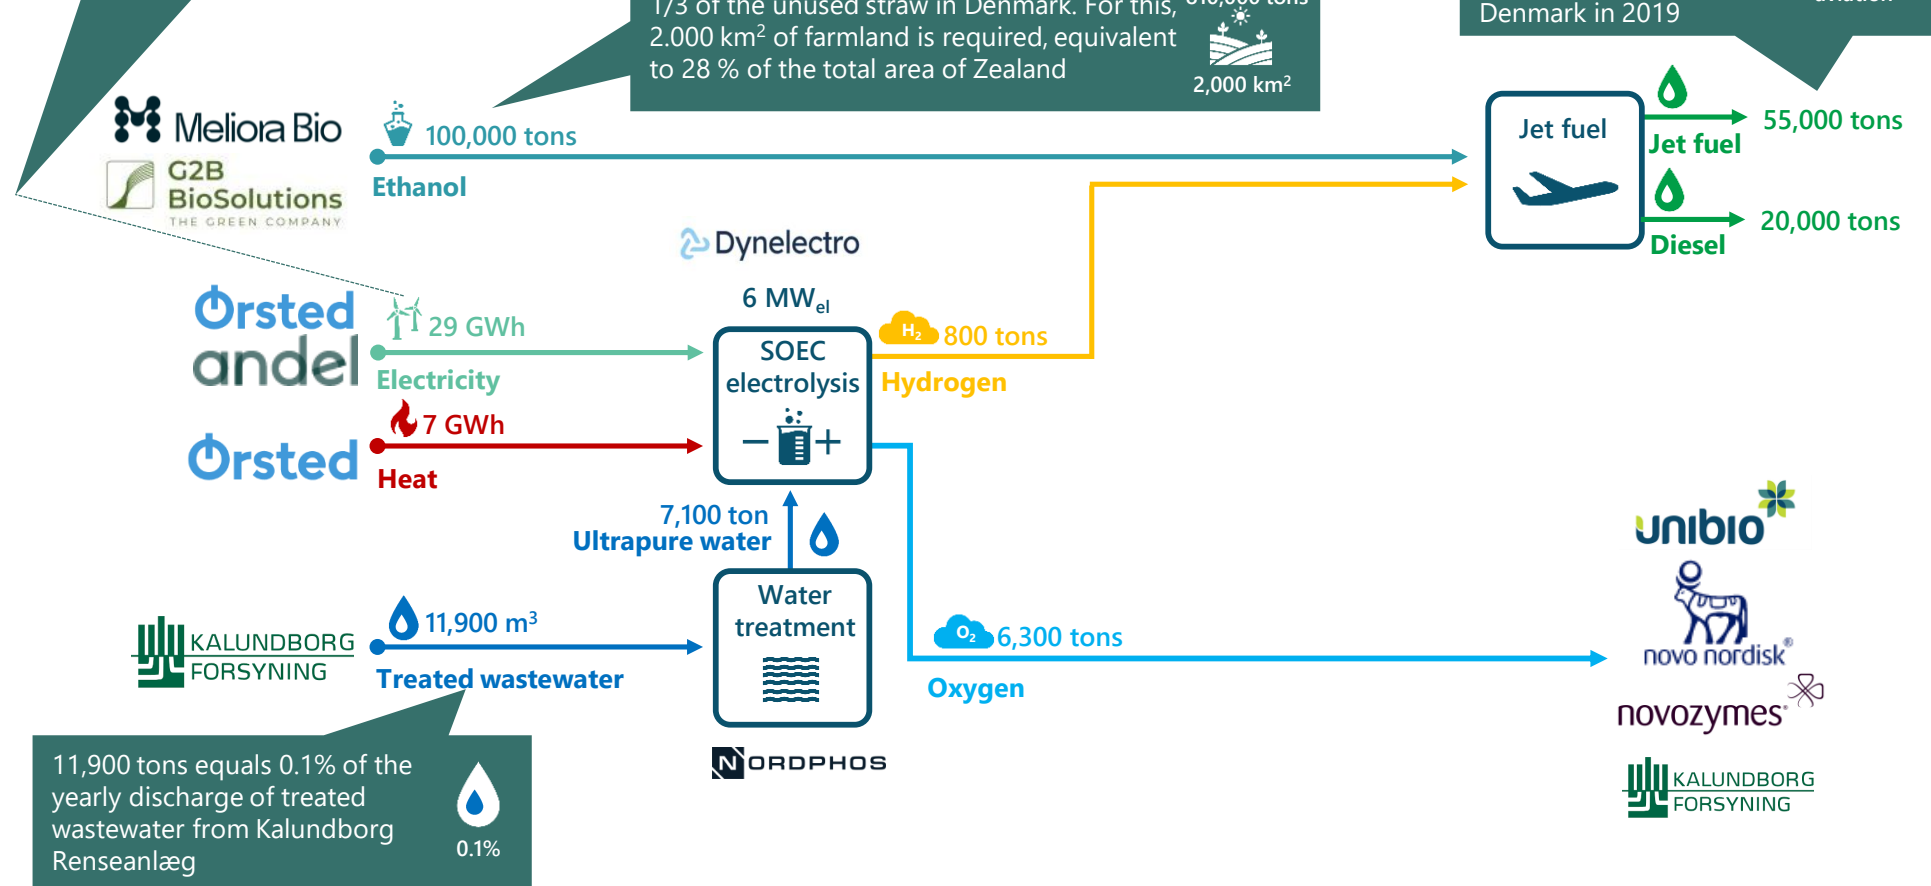 1/3 of the unused straw in Denmark. For this,
2.000 km² of farmland is required, equivalent
to 28 % of the total area of Zealand
2,000 km²
Denmark in 2019
Meliora Bio
G2B
BioSolutions
THE GREEN COMPANY
100,000 tons
Ethanol
Jet fuel
55,000 tons
Jet fuel
20,000 tons
Diesel
Dynelectro
6 MWel
Ørsted
andel
29 GWh
Electricity
SOEC
electrolysis
− +
H₂
800 tons
Hydrogen
Ørsted
7 GWh
Heat
7,100 ton
Ultrapure water
KALUNDBORG
FORSYNING
11,900 m³
Treated wastewater
Water
treatment
NORDPHOS
O₂
6,300 tons
Oxygen
unibio
novo nordisk®
novozymes
KALUNDBORG
FORSYNING
11,900 tons equals 0.1% of the
yearly discharge of treated
wastewater from Kalundborg
Renseanlæg
0.1%